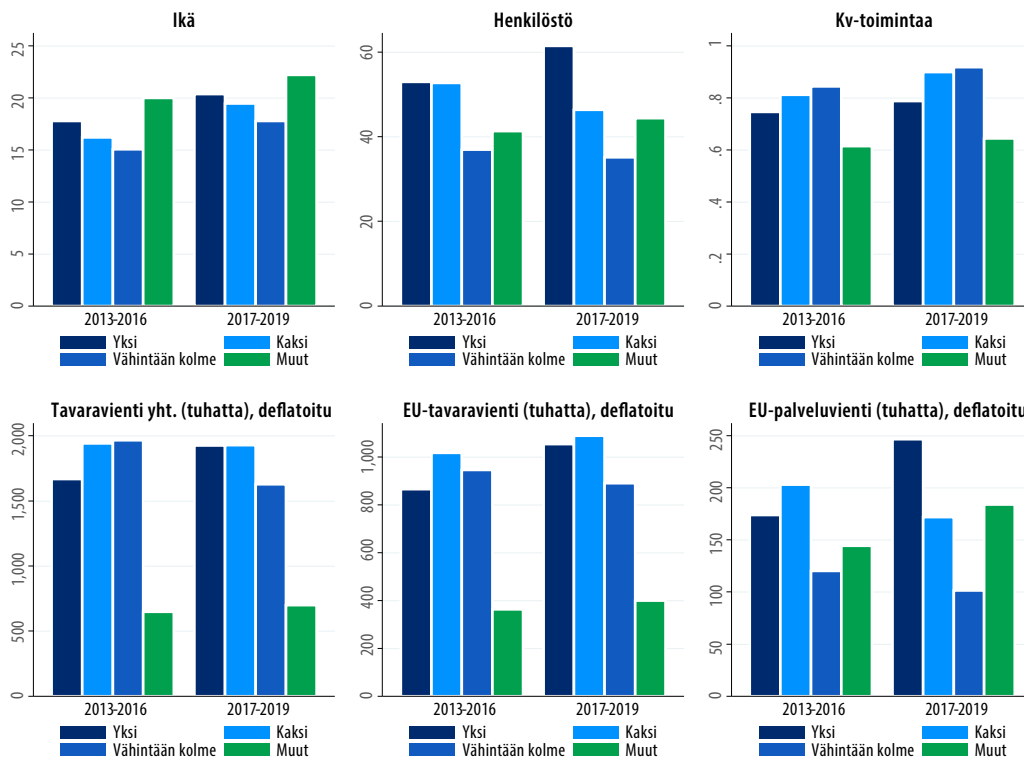 Ikä
25
20
15
10
5
0
2013-2016 2017-2019
Yksi Kaksi
Vähintään kolme Muut
Henkilöstö
60
40
20
0
2013-2016 2017-2019
Yksi Kaksi
Vähintään kolme Muut
Kv-toimintaa
1
.8
.6
.4
.2
0
2013-2016 2017-2019
Yksi Kaksi
Vähintään kolme Muut
Tavaravienti yht. (tuhatta), deflatoitu
2,000
1,500
1,000
500
0
2013-2016 2017-2019
Yksi Kaksi
Vähintään kolme Muut
EU-tavaravienti (tuhatta), deflatoitu
1,000
800
600
400
200
0
2013-2016 2017-2019
Yksi Kaksi
Vähintään kolme Muut
EU-palveluvienti (tuhatta), deflatoitu
250
200
150
100
50
0
2013-2016 2017-2019
Yksi Kaksi
Vähintään kolme Muut